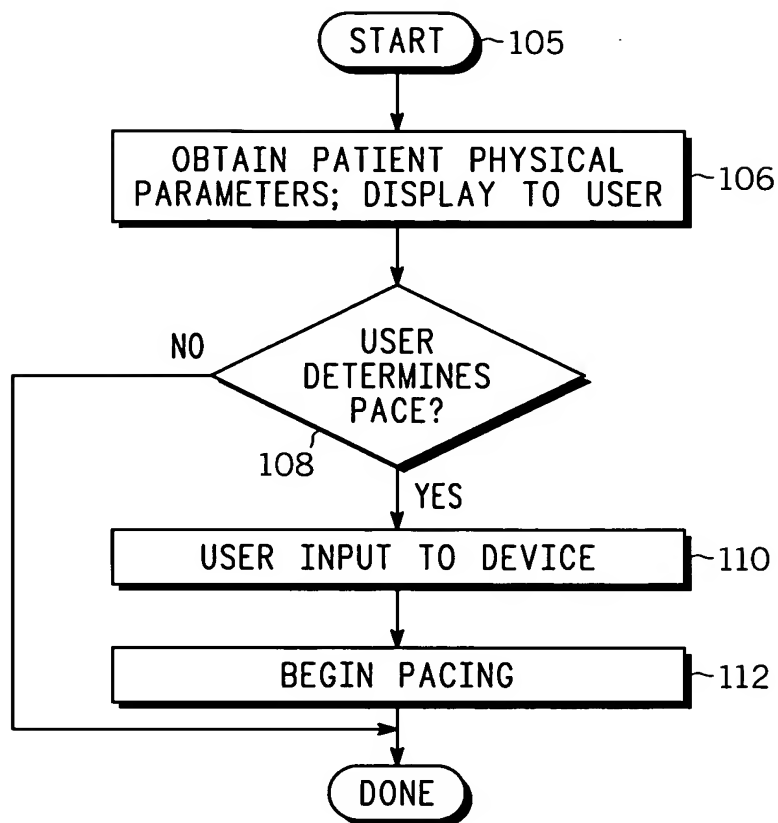 START
105
OBTAIN PATIENT PHYSICAL
PARAMETERS; DISPLAY TO USER
106
NO
USER
DETERMINES
PACE?
108
YES
USER INPUT TO DEVICE
110
BEGIN PACING
112
DONE